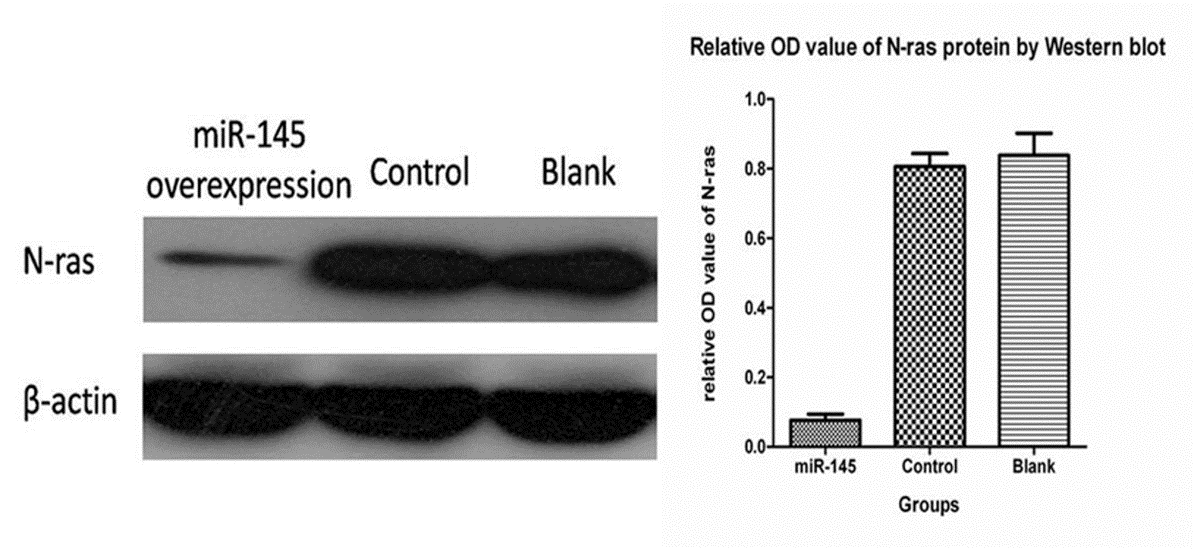 miR-145
overexpression
Control
Blank
N-ras
β-actin
Relative OD value of N-ras protein by Western blot
relative OD value of N-ras
1.0
0.8
0.6
0.4
0.2
0.0
miR-145
Control
Blank
Groups